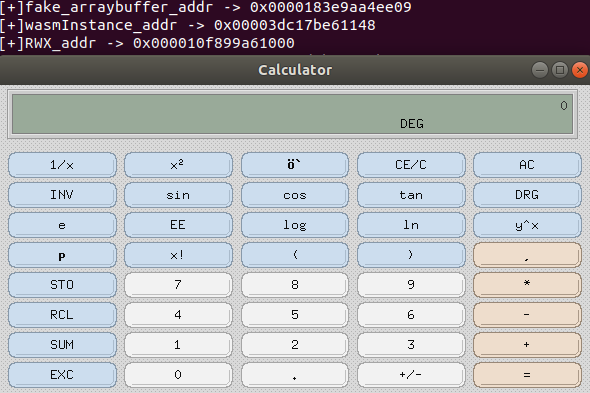 [+]fake_arraybuffer_addr -> 0x0000183e9aa4ee09
[+]wasmInstance_addr -> 0x00003dc17be61148
[+]RWX_addr -> 0x000010f899a61000
Calculator
0
DEG
1/x x² ö` CE/C AC
INV sin cos tan DRG
e EE log ln y^x
p x! ( ) ,
STO 7 8 9 *
RCL 4 5 6 -
SUM 1 2 3 +
EXC 0 . +/- =